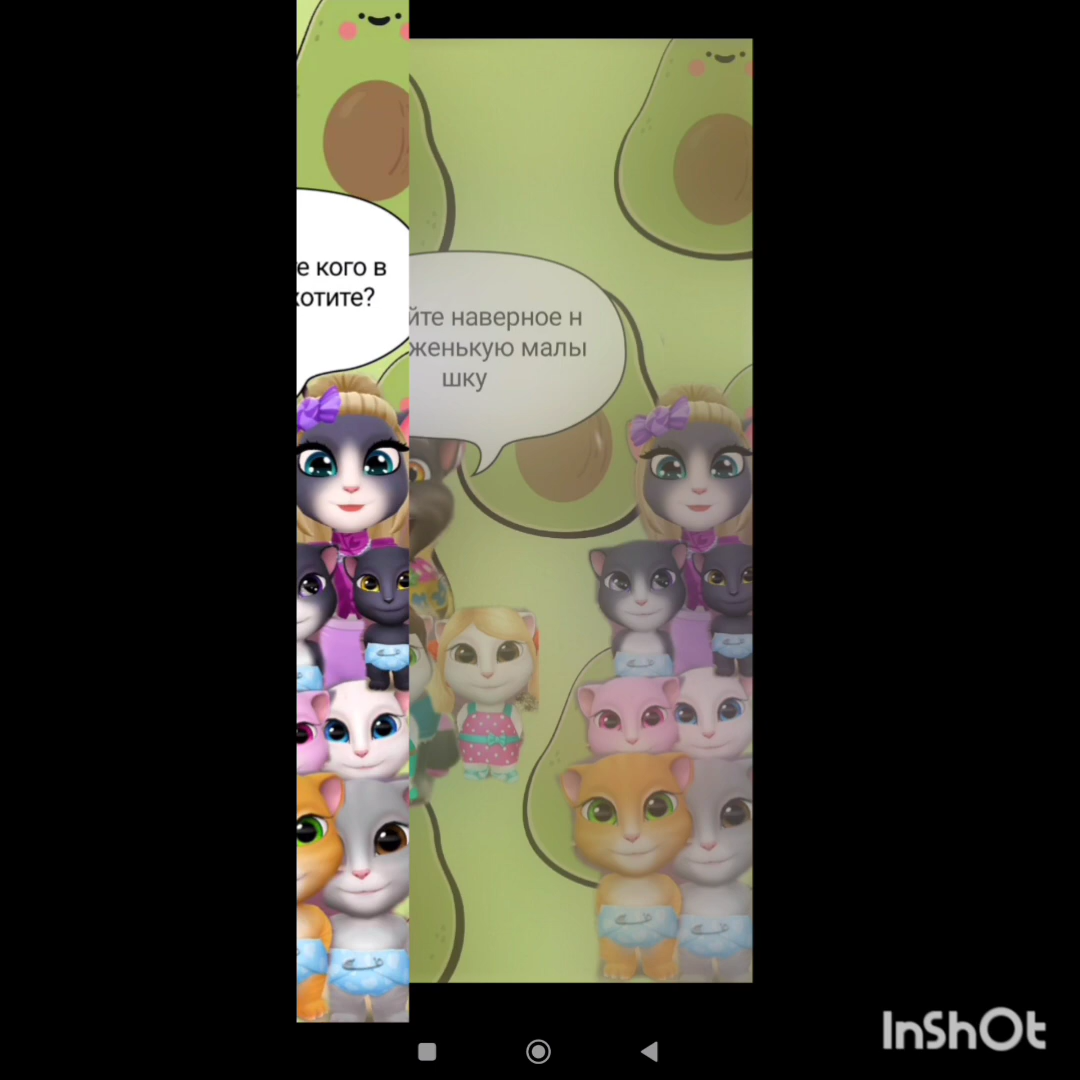 е кого в
хотите?
йте наверное н
женькую малы
шку
InShOt